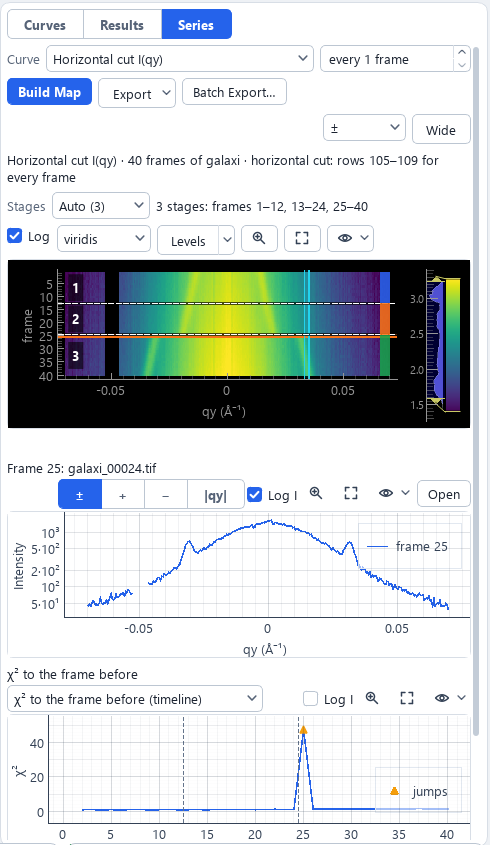 Curves Results Series
Curve Horizontal cut I(qy) every 1 frame
Build Map Export Batch Export...
± Wide
Horizontal cut I(qy) · 40 frames of galaxi · horizontal cut: rows 105–109 for
every frame
Stages Auto (3) 3 stages: frames 1–12, 13–24, 25–40
Log viridis Levels
frame
5
10
15
20
25
30
35
40
1
2
3
-0.05 0 0.05
qy (Å⁻¹)
3.0
2.5
2.0
1.5
Frame 25: galaxi_00024.tif
± + − |qy| Log I Open
Intensity
10³
5·10²
2·10²
10²
5·10¹
frame 25
-0.05 0 0.05
qy (Å⁻¹)
χ² to the frame before
χ² to the frame before (timeline) Log I
χ²
40
20
0
jumps
0 5 10 15 20 25 30 35 40